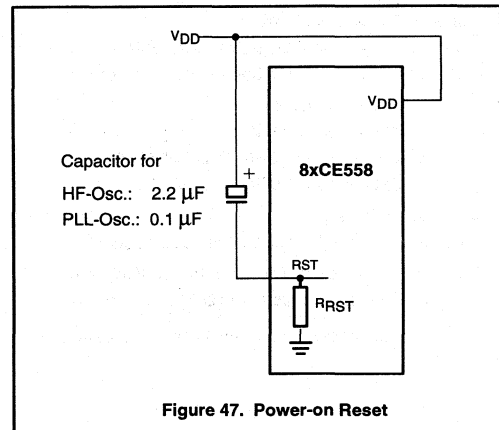 VDD
VDD
8xCE558
Capacitor for
+
HF-Osc.: 2.2 µF
PLL-Osc.: 0.1 µF
RST
RRST
Figure 47. Power-on Reset